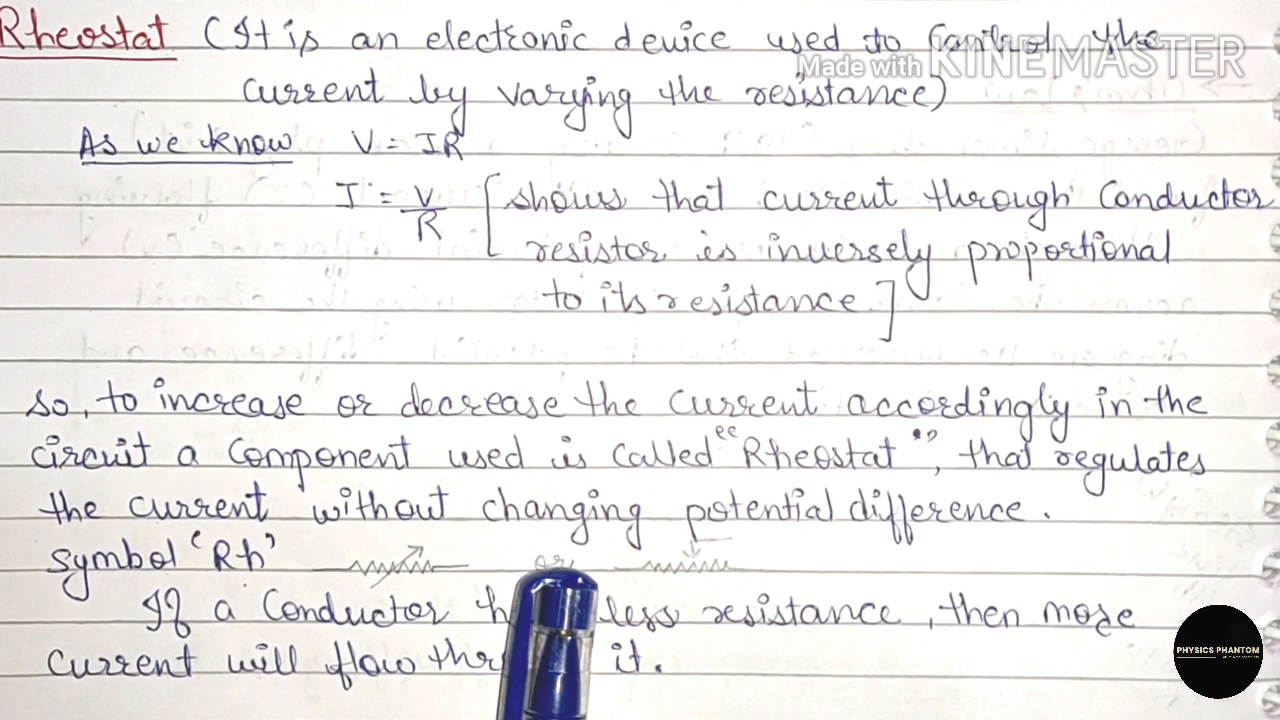 Rheostat (It is an electronic device used to control the
Made with KINEMASTER
current by varying the resistance)
As we know V = IR
I = V/R [shows that current through conductor
resistor is inversely proportional
to its resistance]
so, to increase or decrease the current accordingly in the
circuit a component used is called "Rheostat", that regulates
the current without changing potential difference.
symbol 'Rh' or
If a conductor less resistance, then more
current will flow it.
PHYSICS PHANTOM